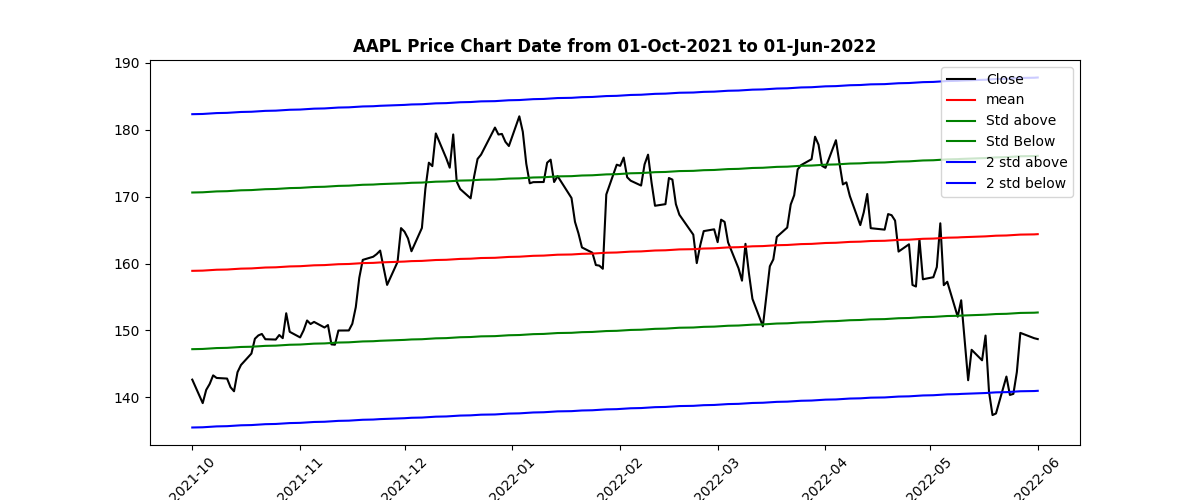 AAPL Price Chart Date from 01-Oct-2021 to 01-Jun-2022
190
180
170
160
150
140
Close
mean
Std above
Std Below
2 std above
2 std below
2021-10
2021-11
2021-12
2022-01
2022-02
2022-03
2022-04
2022-05
2022-06